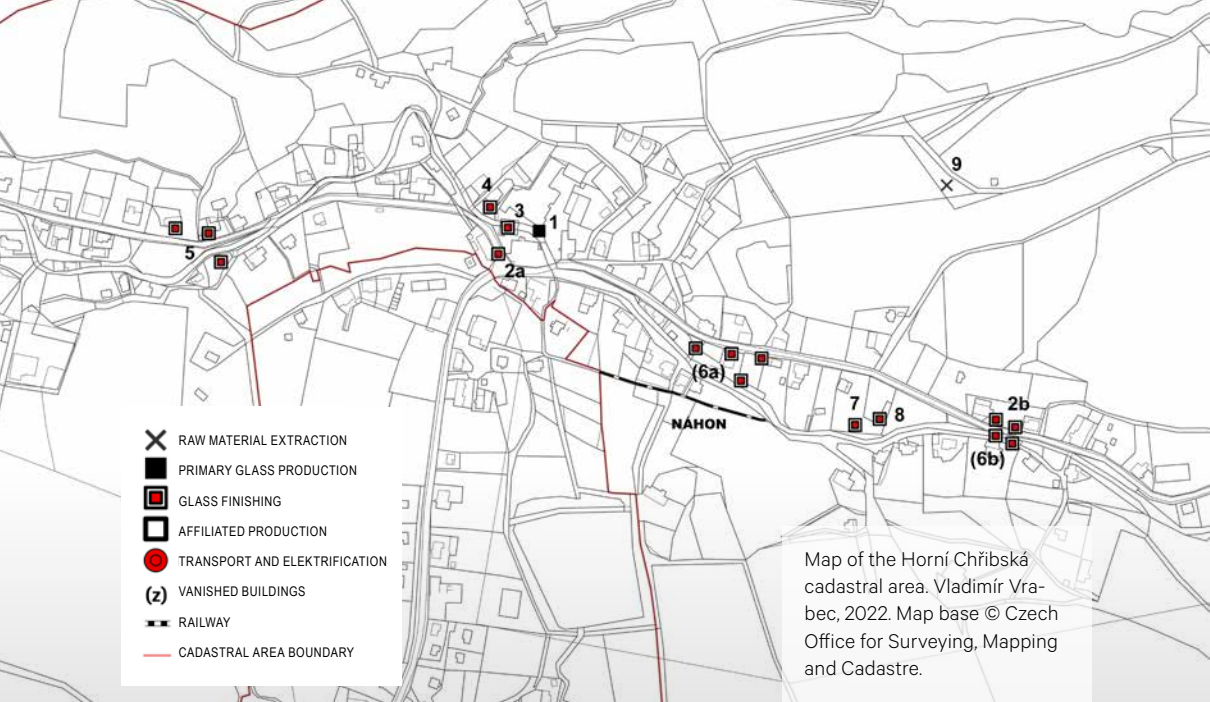 9
4
3
1
5
2a
(6a)
NÁHON
7
8
2b
(6b)
RAW MATERIAL EXTRACTION
PRIMARY GLASS PRODUCTION
GLASS FINISHING
AFFILIATED PRODUCTION
TRANSPORT AND ELEKTRIFICATION
(z) VANISHED BUILDINGS
RAILWAY
CADASTRAL AREA BOUNDARY
Map of the Horní Chřibská
cadastral area. Vladimír Vra-
bec, 2022. Map base © Czech
Office for Surveying, Mapping
and Cadastre.